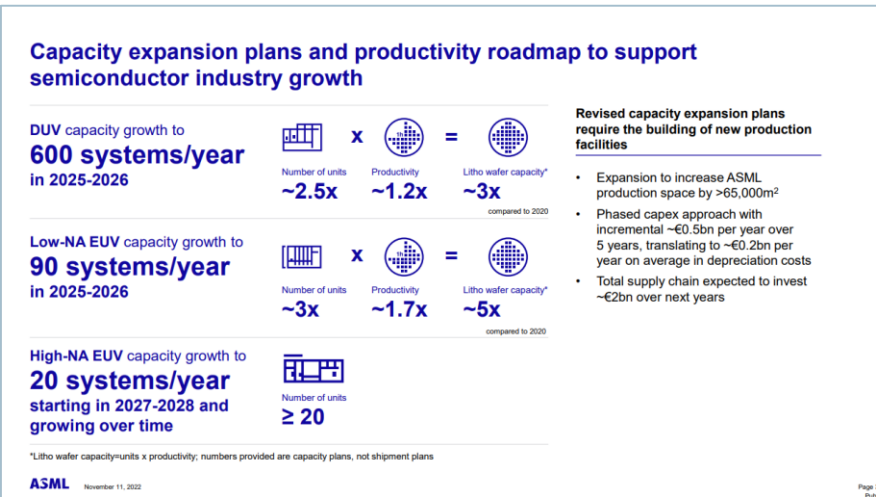 Capacity expansion plans and productivity roadmap to support
semiconductor industry growth
DUV capacity growth to
600 systems/year
in 2025-2026
x
=
Number of units
Productivity
Litho wafer capacity*
~2.5x
~1.2x
~3x
compared to 2020
Low-NA EUV capacity growth to
90 systems/year
in 2025-2026
x
=
Number of units
Productivity
Litho wafer capacity*
~3x
~1.7x
~5x
compared to 2020
High-NA EUV capacity growth to
20 systems/year
starting in 2027-2028 and
growing over time
Number of units
≥ 20
*Litho wafer capacity=units x productivity; numbers provided are capacity plans, not shipment plans
Revised capacity expansion plans
require the building of new production
facilities
• Expansion to increase ASML
production space by >65,000m²
• Phased capex approach with
incremental ~€0.5bn per year over
5 years, translating to ~€0.2bn per
year on average in depreciation costs
• Total supply chain expected to invest
~€2bn over next years
ASML
November 11, 2022
Page